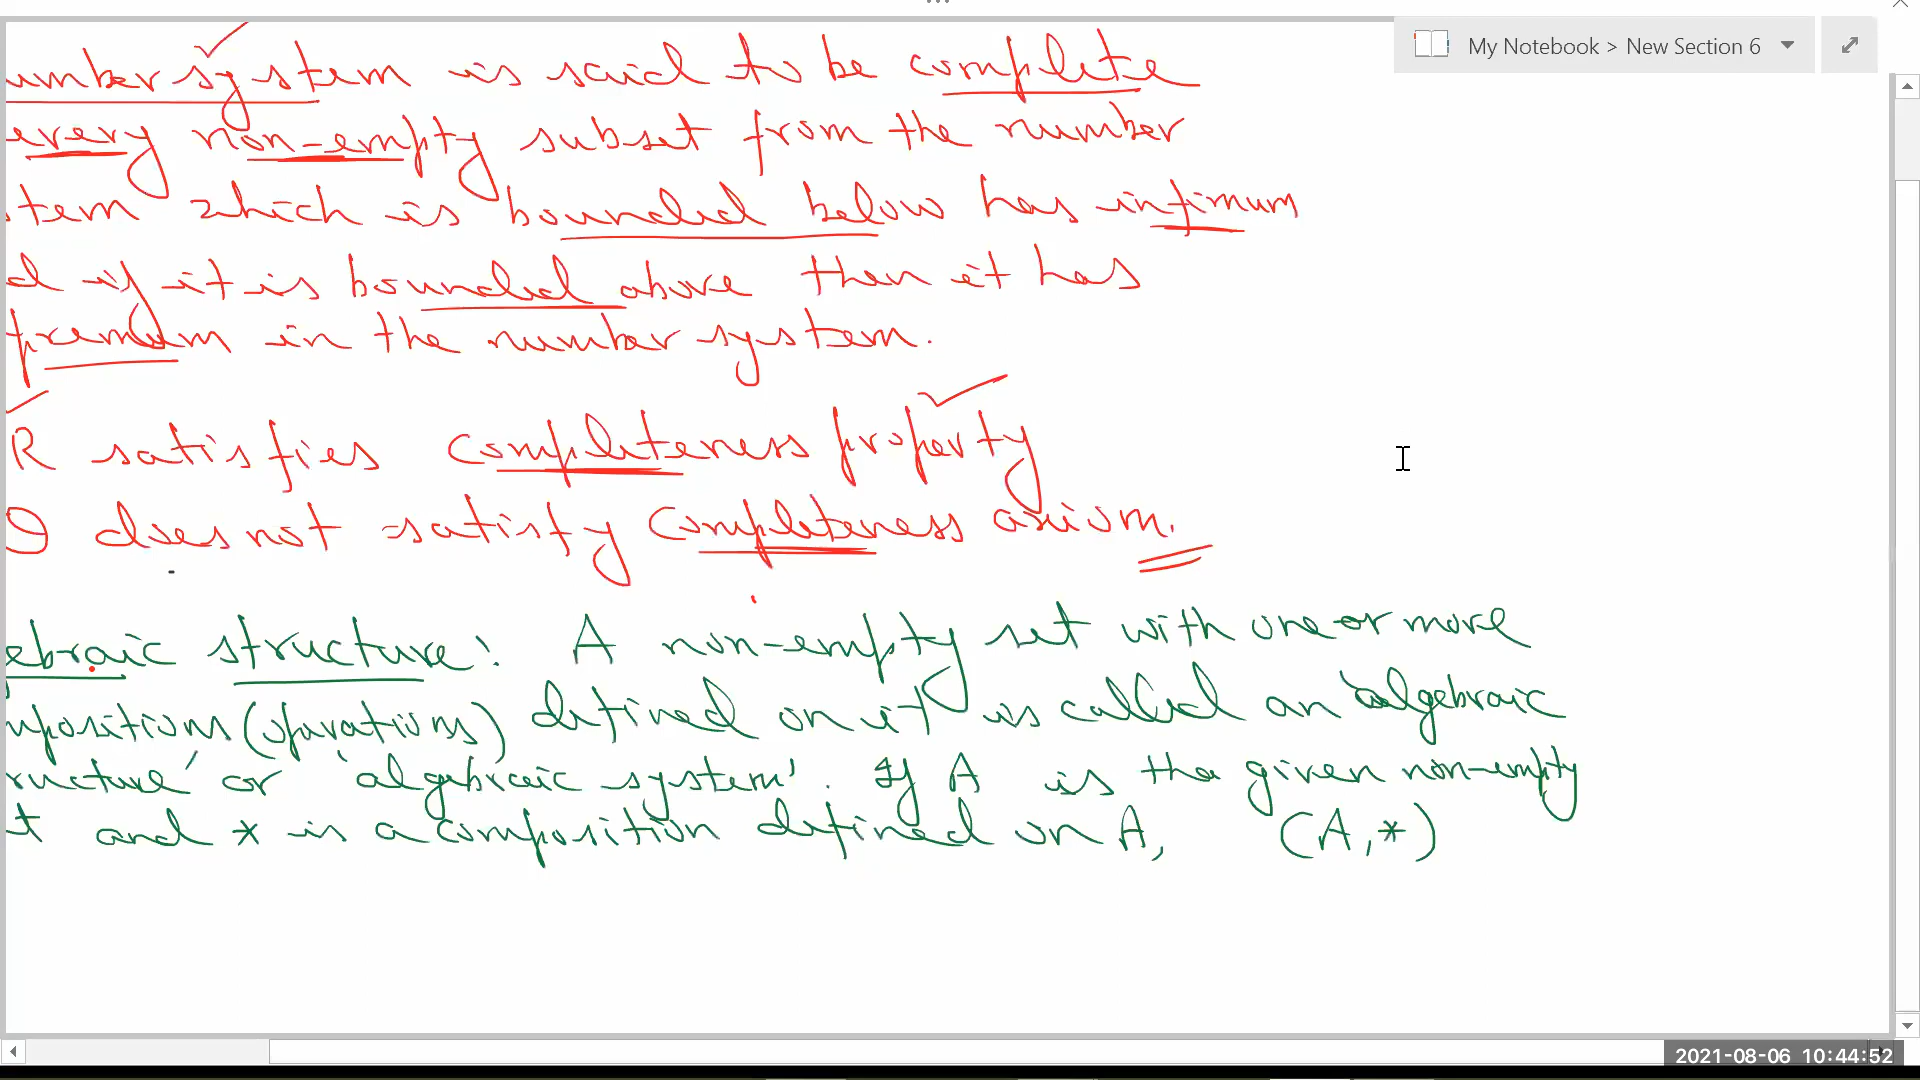 My Notebook > New Section 6
umber system is said to be complete
every non-empty subset from the number
tem which is bounded below has infimum
d if it is bounded above then it has
premum in the number system.
R satisfies completeness property
Q does not satisfy completeness axiom.
ebraic structure: A non-empty set with one or more
mpositions (oparations) defined on it is called an algebraic
ructure' or 'algebraic system'. If A is the given non-empty
t and * is a composition defined on A, (A,*)
2021-08-06 10:44:52